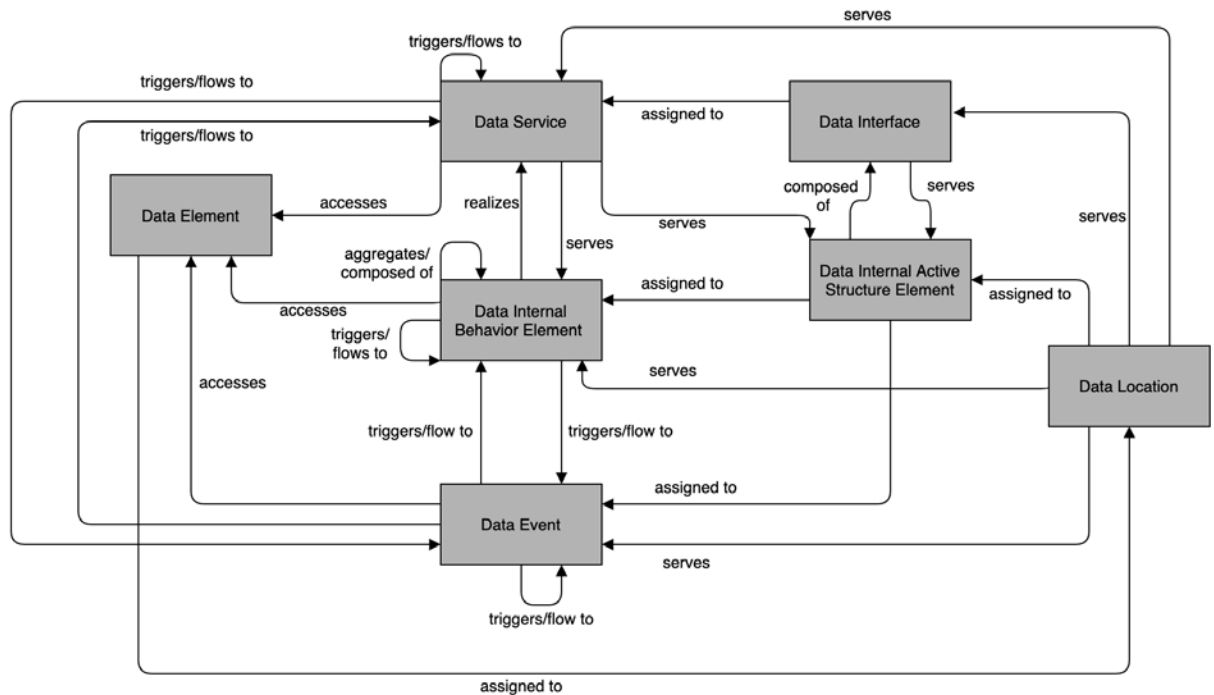 serves
triggers/flows to
triggers/flows to
Data Service
assigned to
Data Interface
triggers/flows to
Data Element
accesses
realizes
composed
of
serves
serves
serves
serves
aggregates/
composed of
Data Internal Active
Structure Element
assigned to
assigned to
accesses
Data Internal
Behavior Element
triggers/
flows to
accesses
serves
Data Location
triggers/flow to
triggers/flow to
assigned to
Data Event
serves
triggers/flow to
assigned to